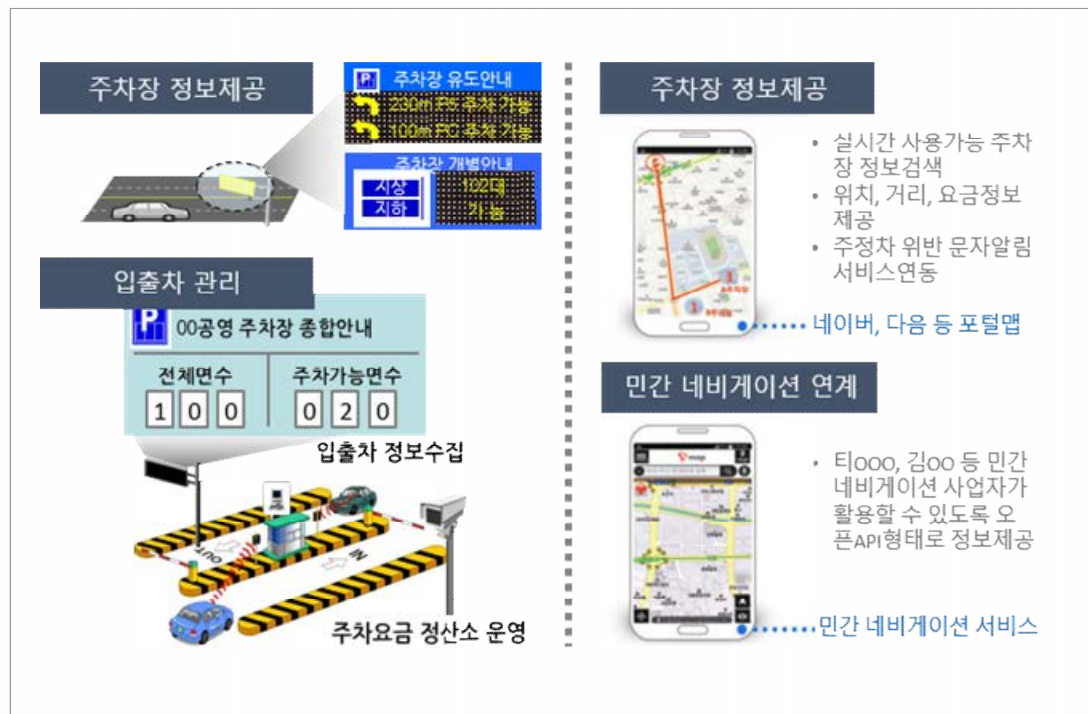 주차장 정보제공
P 주차장 유도안내
230m P5 주차 가능
100m PC 주차 가능
주차장 개별안내
지상
지하
102대
가능
입출차 관리
P
00공영 주차장 종합안내
전체면수
주차가능면수
1 0 0
0 2 0
입출차 정보수집
OUT
IN
주차요금 정산소 운영
주차장 정보제공
• 실시간 사용가능 주차
장 정보검색
• 위치, 거리, 요금정보
제공
• 주정차 위반 문자알림
서비스연동
네이버, 다음 등 포털맵
민간 네비게이션 연계
map
• 티OOO, 김OO 등 민간
네비게이션 사업자가
활용할 수 있도록 오
픈API형태로 정보제공
민간 네비게이션 서비스